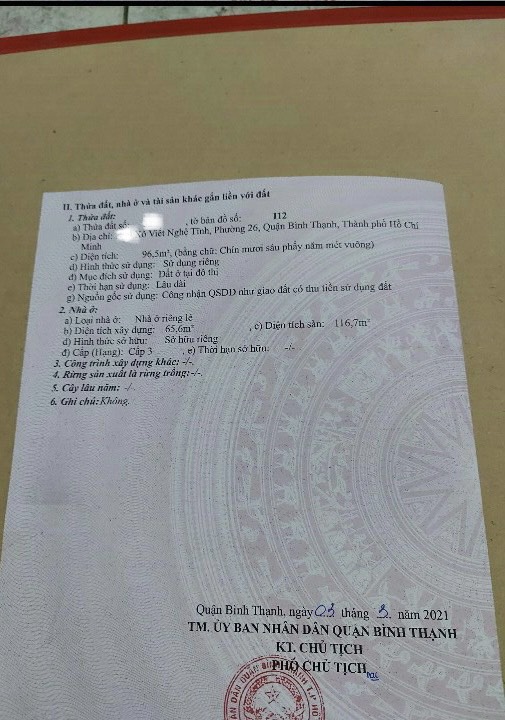 II. Thửa đất, nhà ở và tài sản khác gắn liền với đất
1. Thửa đất:
a) Thửa đất số: , tờ bản đồ số: 112
b) Địa chỉ: Xô Viết Nghệ Tĩnh, Phường 26, Quận Bình Thạnh, Thành phố Hồ Chí
Minh
c) Diện tích: 96,5m², (bằng chữ: Chín mươi sáu phẩy năm mét vuông)
d) Hình thức sử dụng: Sử dụng riêng
đ) Mục đích sử dụng: Đất ở tại đô thị
e) Thời hạn sử dụng: Lâu dài
g) Nguồn gốc sử dụng: Công nhận QSDĐ như giao đất có thu tiền sử dụng đất
2. Nhà ở:
a) Loại nhà ở: Nhà ở riêng lẻ
b) Diện tích xây dựng: 65,6m² , c) Diện tích sàn: 116,7m²
d) Hình thức sở hữu: Sở hữu riêng
đ) Cấp (Hạng): Cấp 3 , e) Thời hạn sở hữu: -/-
3. Công trình xây dựng khác: -/-.
4. Rừng sản xuất là rừng trồng: -/-.
5. Cây lâu năm: -/-
6. Ghi chú: Không.
Quận Bình Thạnh, ngày 03 tháng 3. năm 2021
TM. ỦY BAN NHÂN DÂN QUẬN BÌNH THẠNH
KT. CHỦ TỊCH
PHÓ CHỦ TỊCH